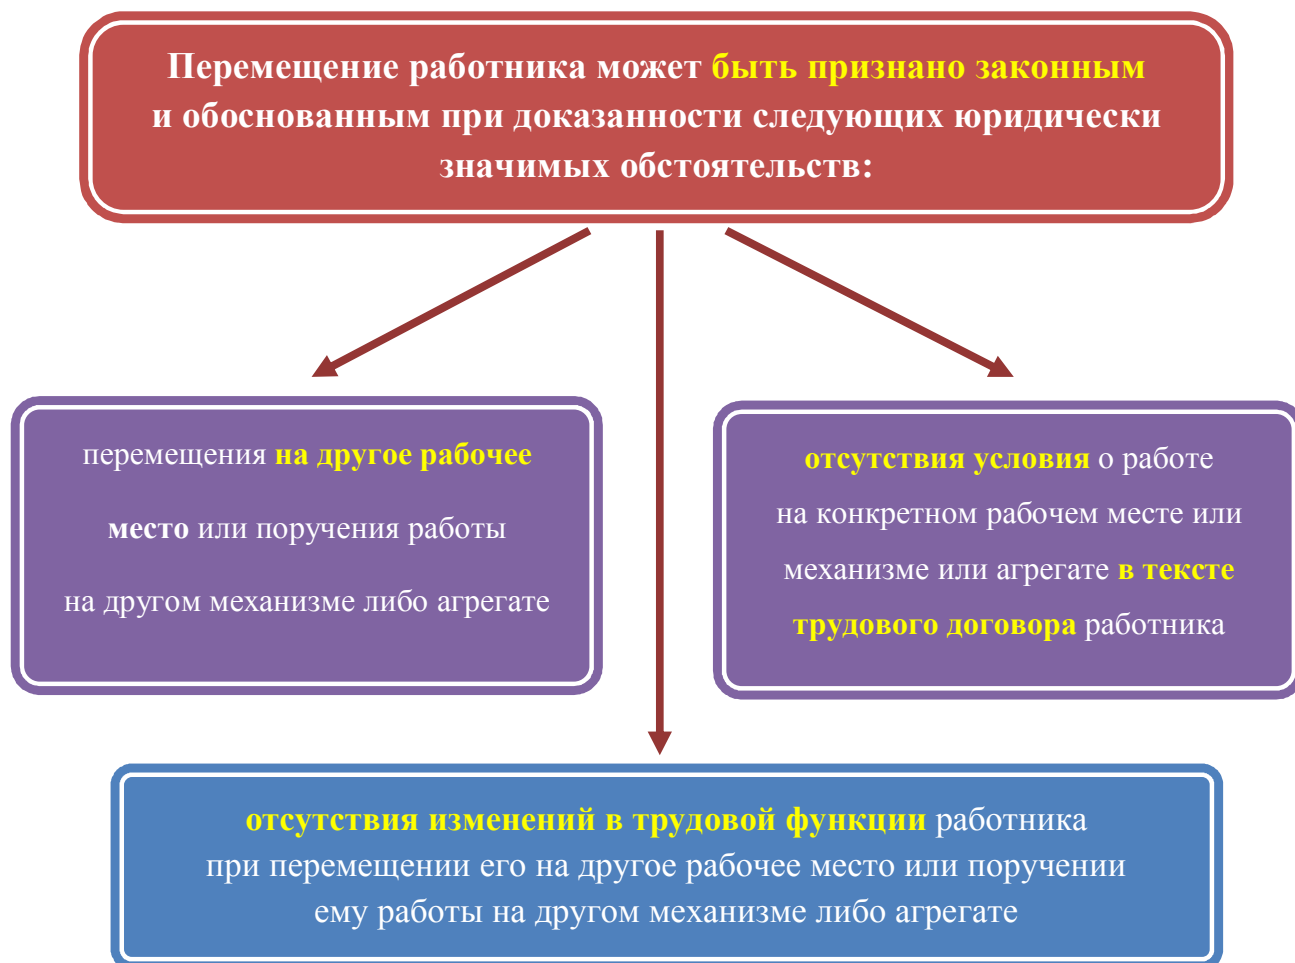 Перемещение работника может быть признано законным
и обоснованным при доказанности следующих юридически
значимых обстоятельств:
перемещения на другое рабочее
место или поручения работы
на другом механизме либо агрегате
отсутствия условия о работе
на конкретном рабочем месте или
механизме или агрегате в тексте
трудового договора работника
отсутствия изменений в трудовой функции работника
при перемещении его на другое рабочее место или поручении
ему работы на другом механизме либо агрегате